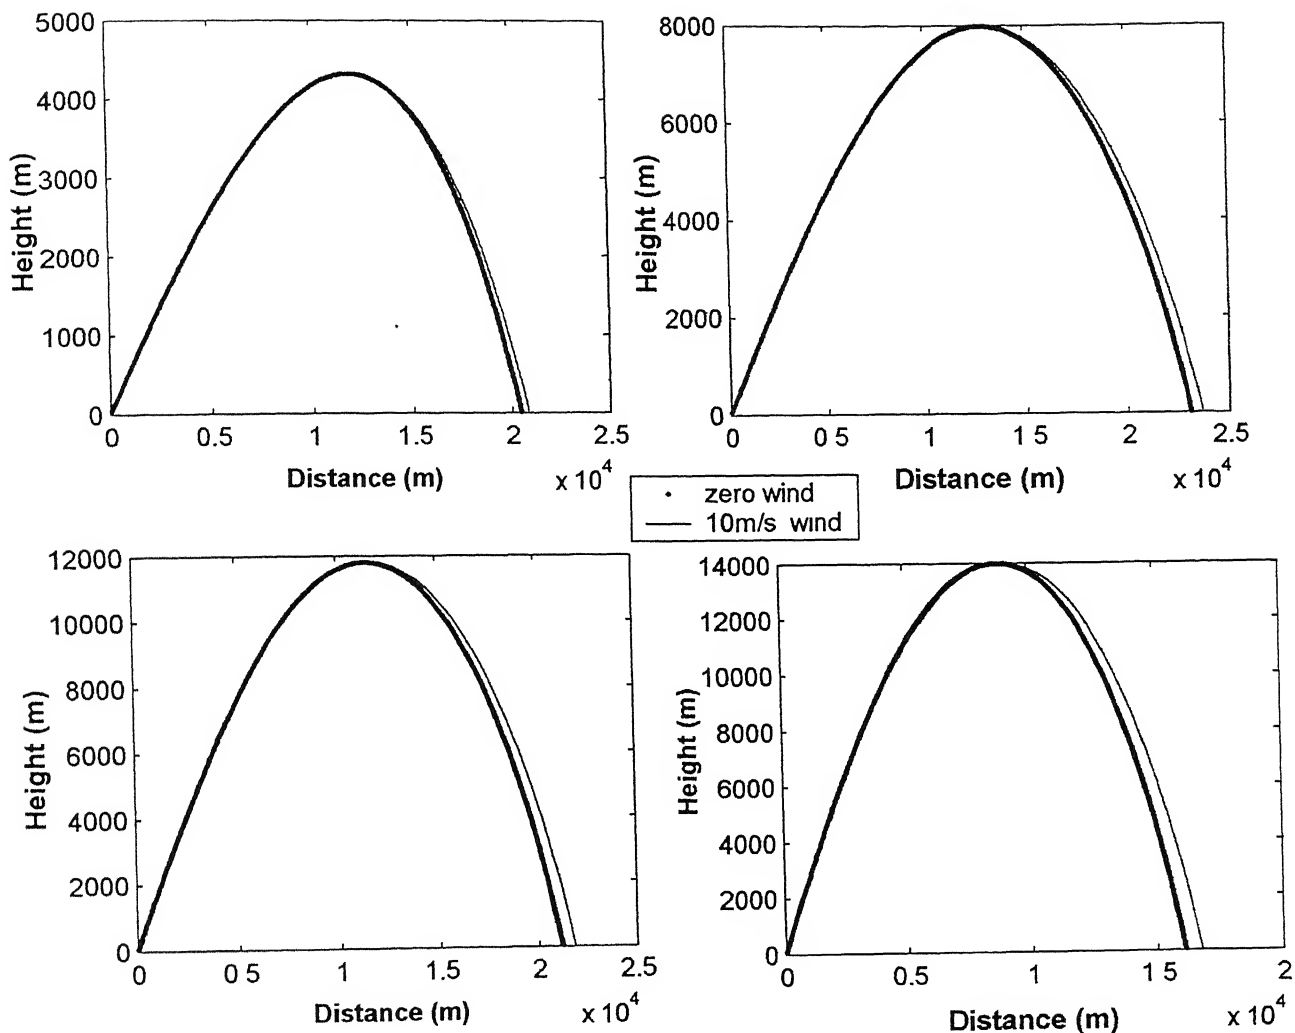 5000
4000
3000
2000
1000
0
Height (m)
0 0.5 1 1.5 2 2.5
Distance (m) x 10^4
8000
6000
4000
2000
0
Height (m)
0 0 5 1 1.5 2 2.5
Distance (m) x 10^4
zero wind
10m/s wind
12000
10000
8000
6000
4000
2000
0
Height (m)
0 0 5 1 1.5 2 2.5
Distance (m) x 10^4
14000
12000
10000
8000
6000
4000
2000
0
Height (m)
0 0.5 1 1 5 2
Distance (m) x 10^4